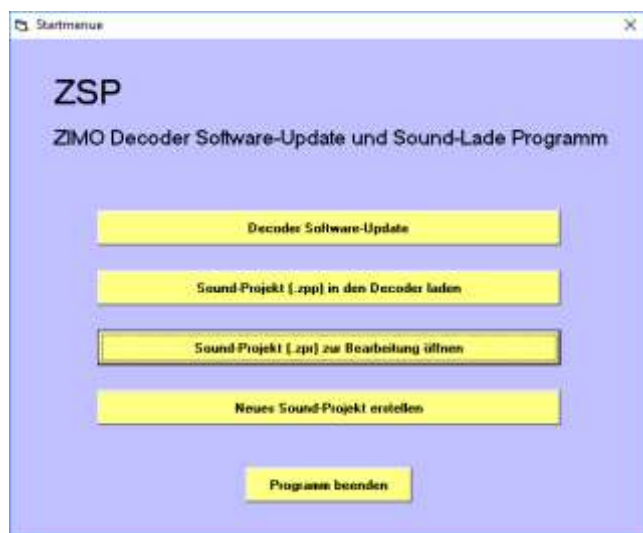 Startmenue
ZSP
ZIMO Decoder Software-Update und Sound-Lade Programm
Decoder Software-Update
Sound-Projekt (.zpp) in den Decoder laden
Sound-Projekt (.zpr) zur Bearbeitung öffnen
Neues Sound-Projekt erstellen
Programm beenden